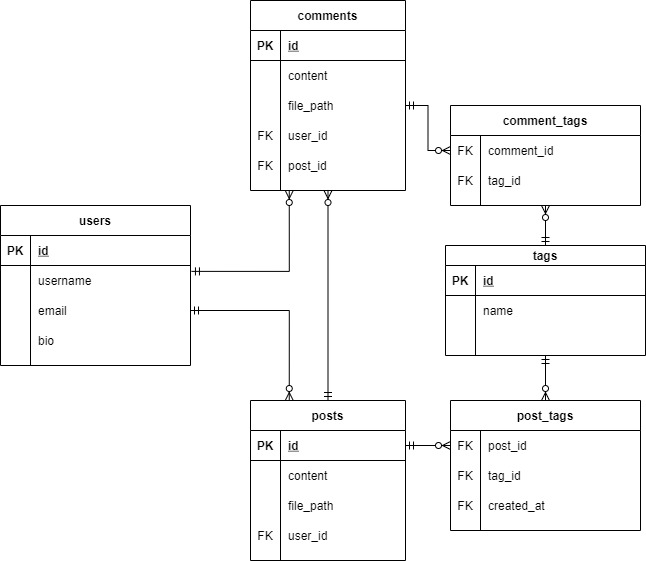 comments
PK id
content
file_path
FK user_id
FK post_id
comment_tags
FK comment_id
FK tag_id
users
PK id
username
email
bio
tags
PK id
name
posts
PK id
content
file_path
FK user_id
post_tags
FK post_id
FK tag_id
FK created_at